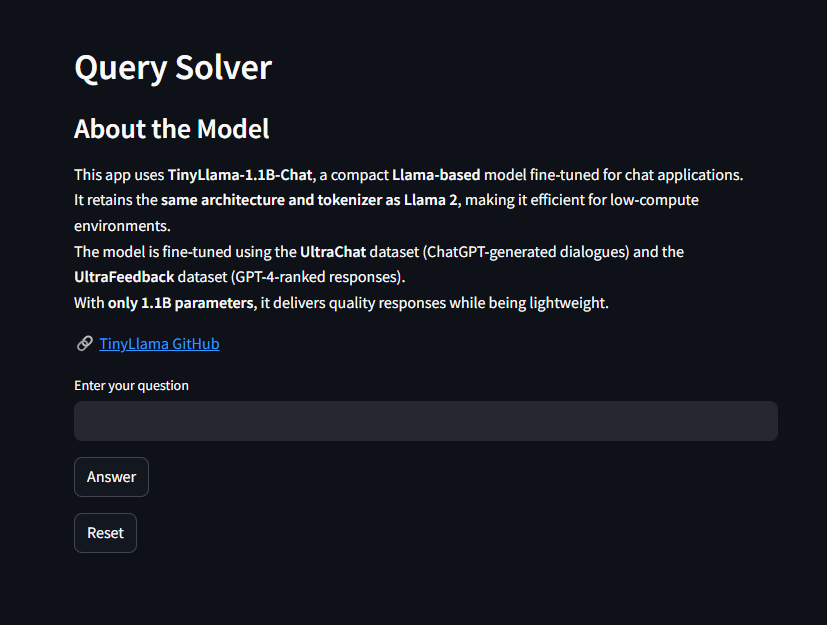 Query Solver
About the Model
This app uses TinyLlama-1.1B-Chat, a compact Llama-based model fine-tuned for chat applications.
It retains the same architecture and tokenizer as Llama 2, making it efficient for low-compute
environments.
The model is fine-tuned using the UltraChat dataset (ChatGPT-generated dialogues) and the
UltraFeedback dataset (GPT-4-ranked responses).
With only 1.1B parameters, it delivers quality responses while being lightweight.
TinyLlama GitHub
Enter your question
Answer
Reset